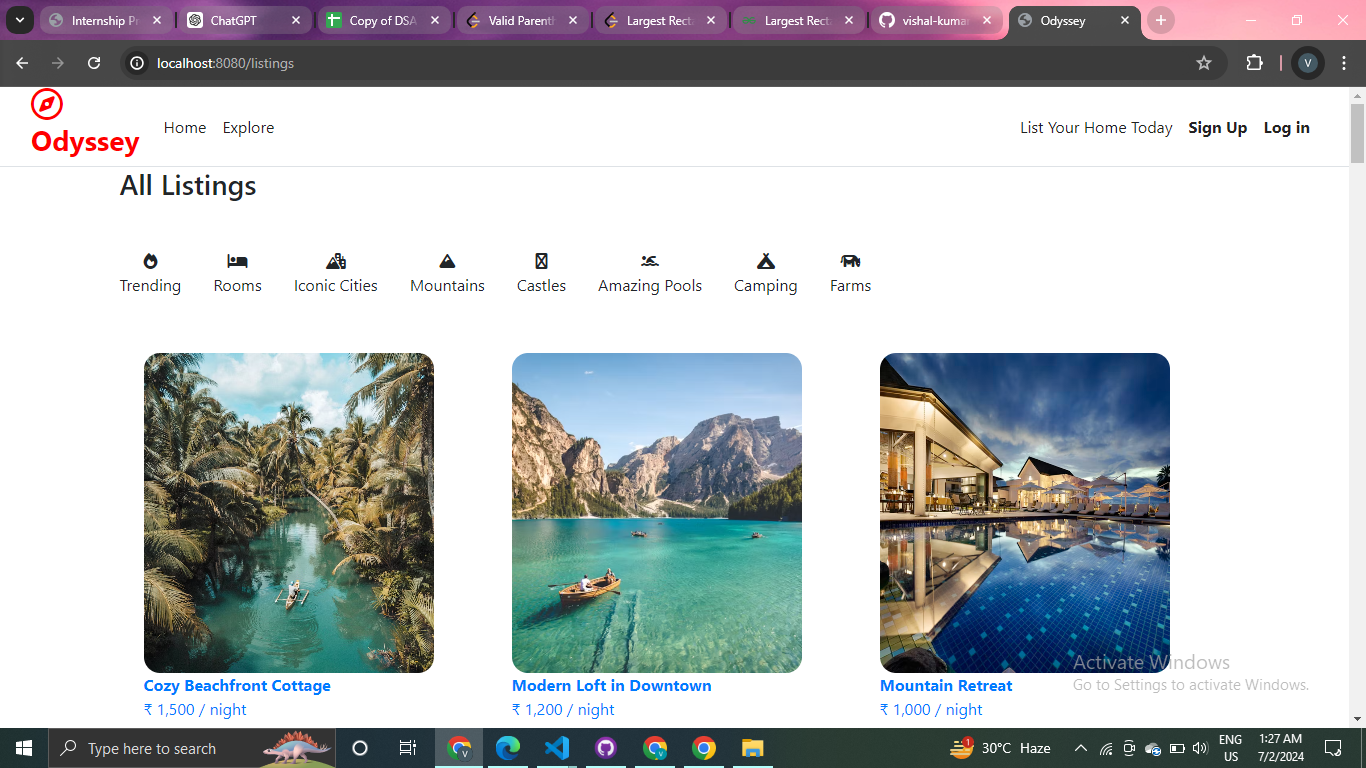 Internship Pr
ChatGPT
Copy of DSA
Valid Parenth
Largest Recta
Largest Recta
vishal-kumar
Odyssey
localhost:8080/listings
V
Odyssey
Home
Explore
List Your Home Today
Sign Up
Log in
All Listings
Trending
Rooms
Iconic Cities
Mountains
Castles
Amazing Pools
Camping
Farms
Cozy Beachfront Cottage
₹ 1,500 / night
Modern Loft in Downtown
₹ 1,200 / night
Mountain Retreat
₹ 1,000 / night
Activate Windows
Go to Settings to activate Windows.
Type here to search
1
30°C Haze
ENG
US
1:27 AM
7/2/2024